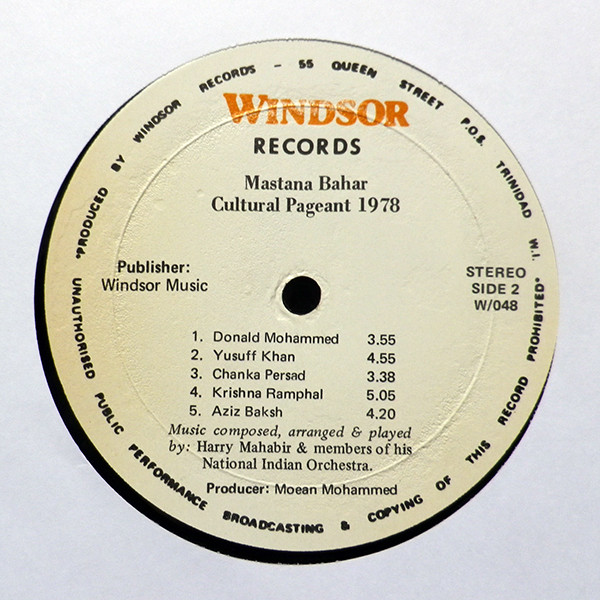 *PRODUCED BY WINDSOR RECORDS - 55 QUEEN STREET P.O.S. TRINIDAD W.I.
WINDSOR
RECORDS
Mastana Bahar
Cultural Pageant 1978
Publisher:
Windsor Music
STEREO
SIDE 2
W/048
1. Donald Mohammed 3.55
2. Yusuff Khan 4.55
3. Chanka Persad 3.38
4. Krishna Ramphal 5.05
5. Aziz Baksh 4.20
Music composed, arranged & played
by: Harry Mahabir & members of his
National Indian Orchestra.
Producer: Moean Mohammed
UNAUTHORISED PUBLIC PERFORMANCE BROADCASTING & COPYING OF THIS RECORD PROHIBITED*